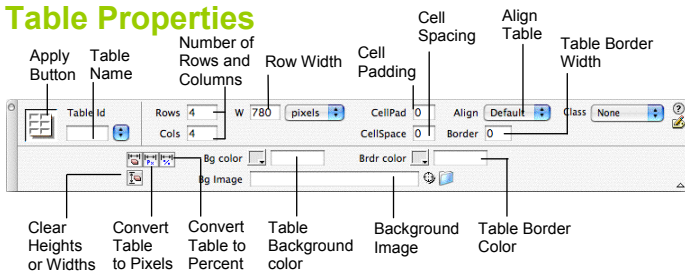 Table Properties
Apply
Button
Table
Name
Number of
Rows and
Columns
Row Width
Cell
Padding
Cell
Spacing
Align
Table
Table Border
Width
Table Id
Rows 4 W 780 pixels CellPad 0 Align Default Class None
Cols 4 CellSpace 0 Border 0
Bg color Brdr color
Bg Image
Clear
Heights
or Widths
Convert
Table
to Pixels
Convert
Table to
Percent
Table
Background
color
Background
Image
Table Border
Color